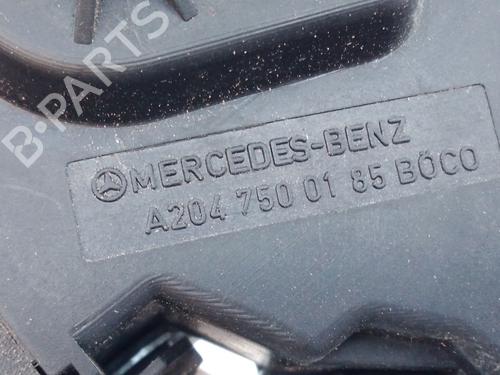 B-PARTS
MERCEDES-BENZ
A204 750 01 85 BÖCO